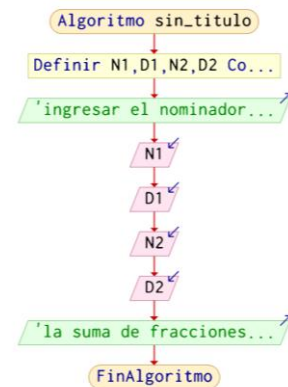 Algoritmo sin_titulo
Definir N1,D1,N2,D2 Co...
'ingresar el nominador...
N1
D1
N2
D2
'la suma de fracciones...
FinAlgoritmo